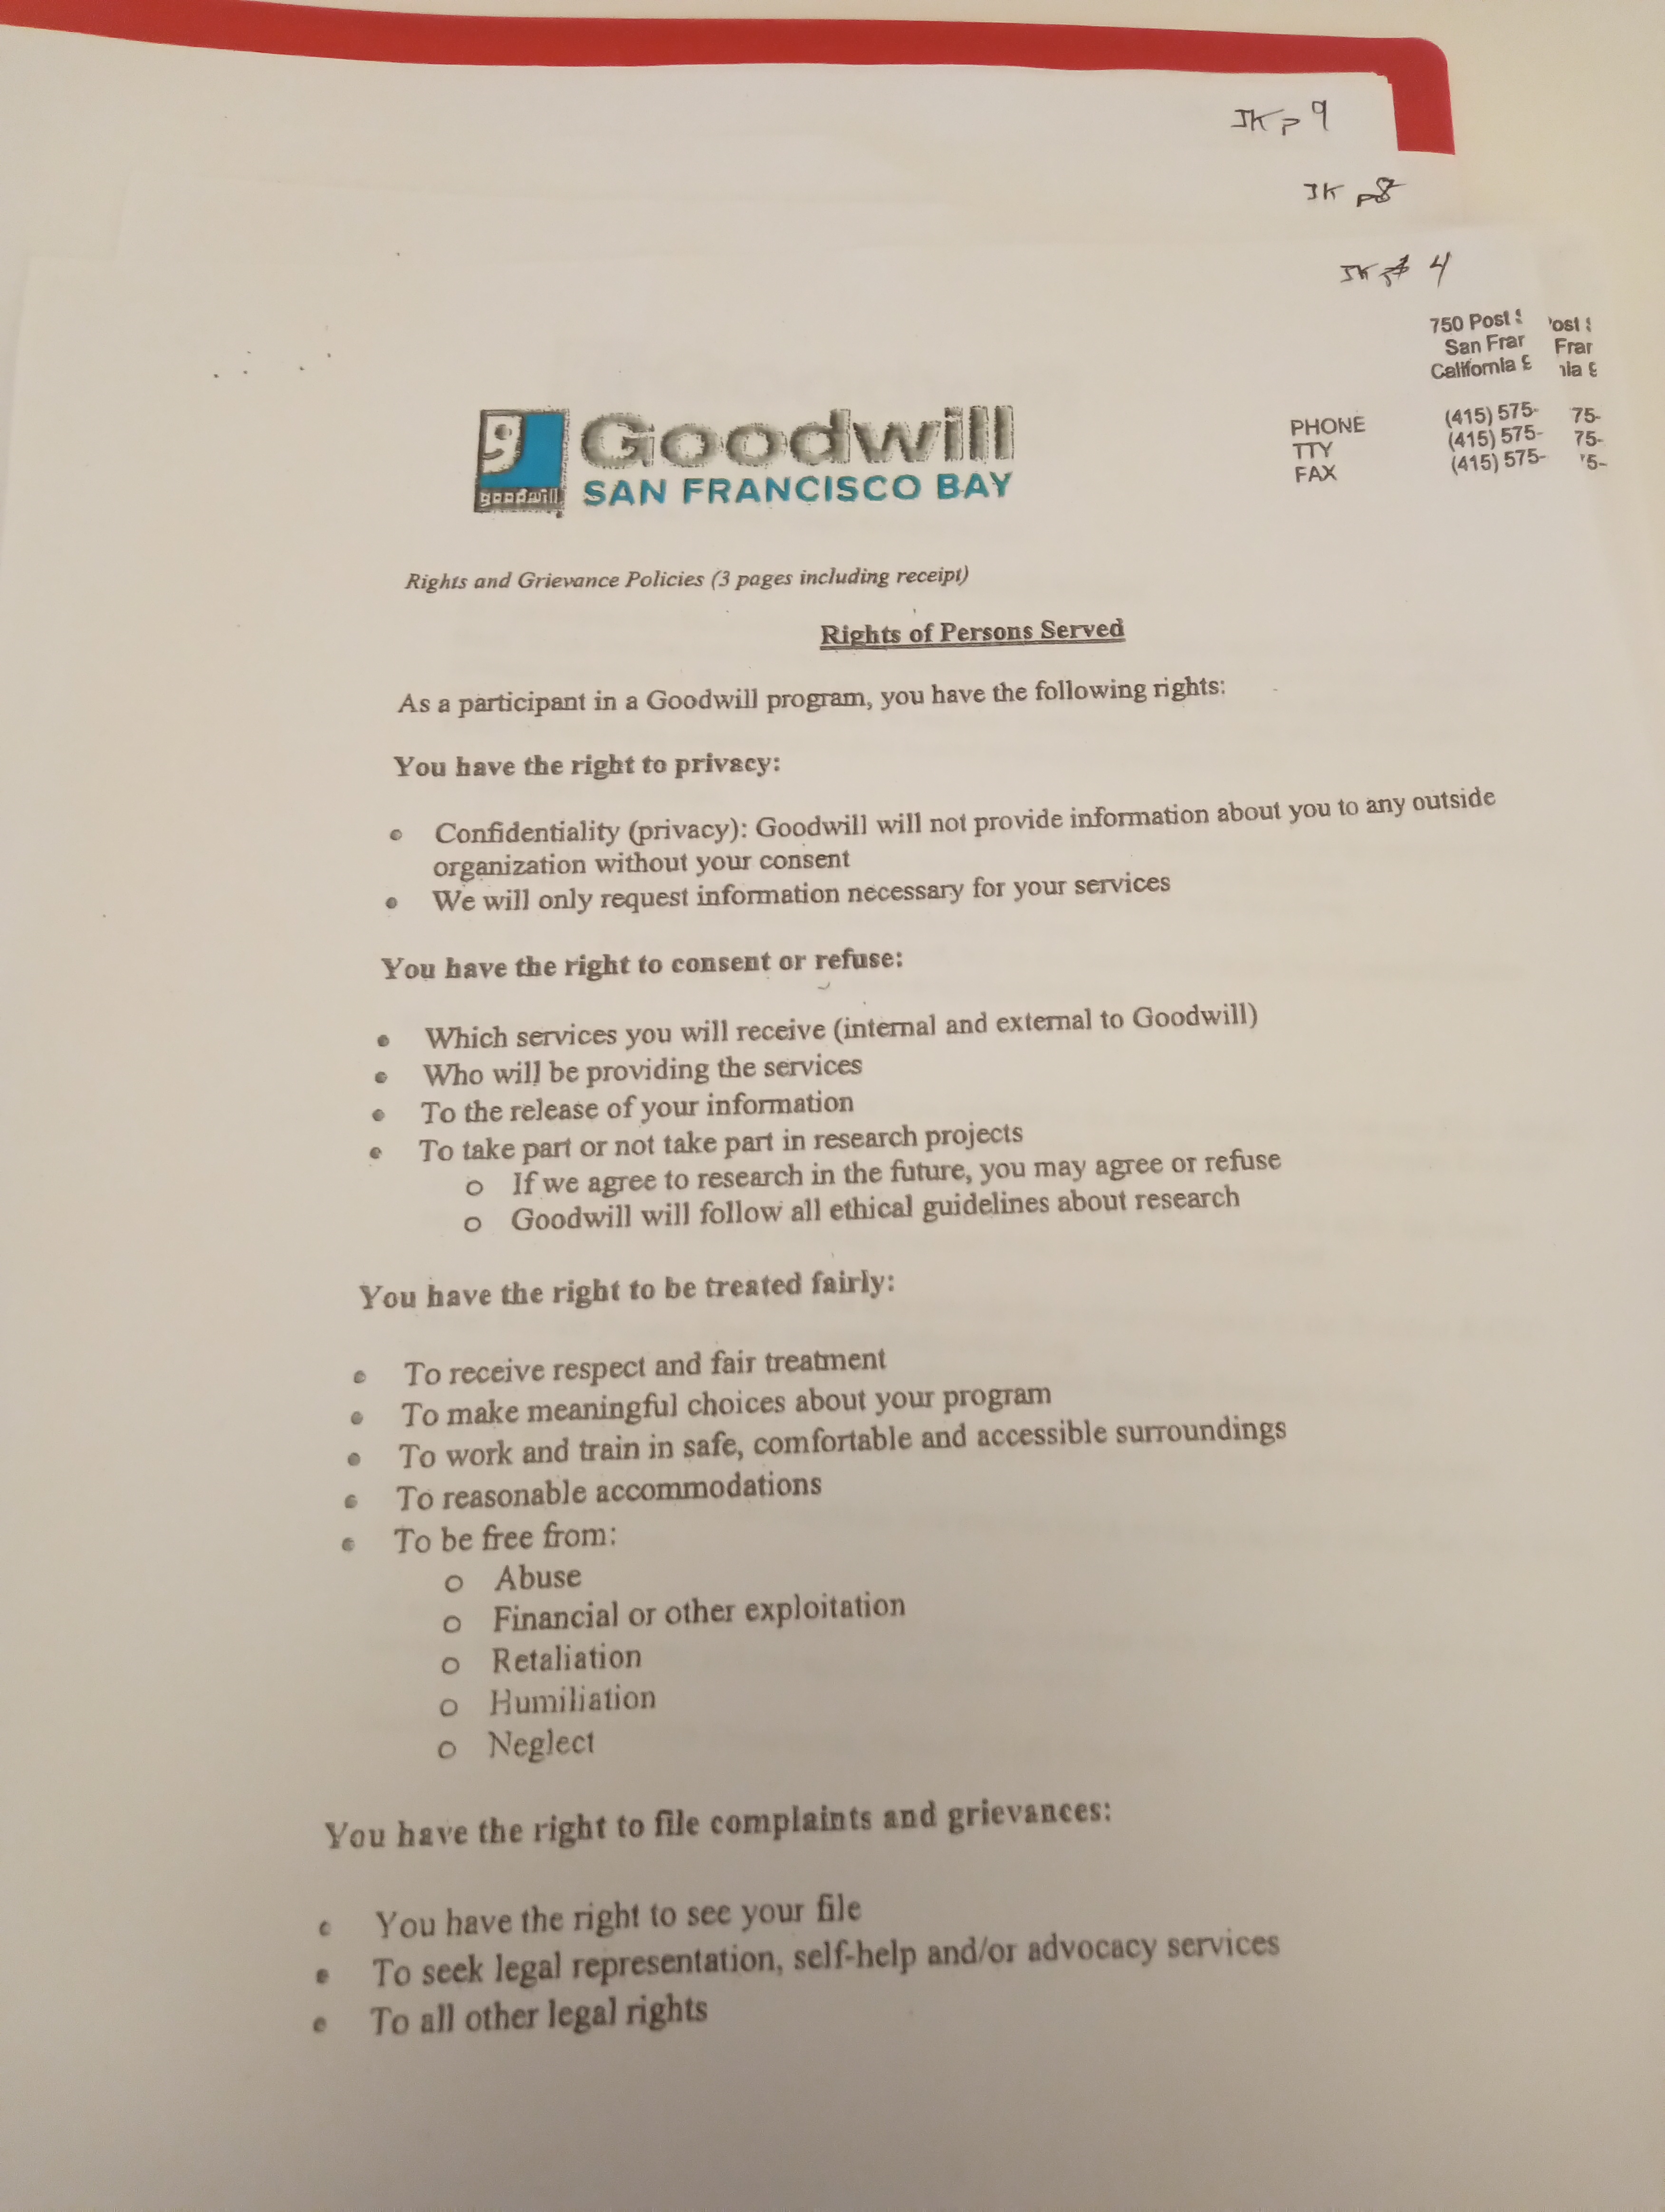 JK p 9
JK p8
JK 4
750 Post S 'ost S
San Fran Fran
California 9 nia 9
PHONE (415) 575- 75-
TTY (415) 575- 75-
FAX (415) 575- '5-
g
goodwill
Goodwill
SAN FRANCISCO BAY
Rights and Grievance Policies (3 pages including receipt)
Rights of Persons Served
As a participant in a Goodwill program, you have the following rights:
You have the right to privacy:
• Confidentiality (privacy): Goodwill will not provide information about you to any outside
organization without your consent
• We will only request information necessary for your services
You have the right to consent or refuse:
• Which services you will receive (internal and external to Goodwill)
• Who will be providing the services
• To the release of your information
• To take part or not take part in research projects
o If we agree to research in the future, you may agree or refuse
o Goodwill will follow all ethical guidelines about research
You have the right to be treated fairly:
• To receive respect and fair treatment
• To make meaningful choices about your program
• To work and train in safe, comfortable and accessible surroundings
• To reasonable accommodations
• To be free from:
o Abuse
o Financial or other exploitation
o Retaliation
o Humiliation
o Neglect
You have the right to file complaints and grievances:
• You have the right to see your file
• To seek legal representation, self-help and/or advocacy services
• To all other legal rights